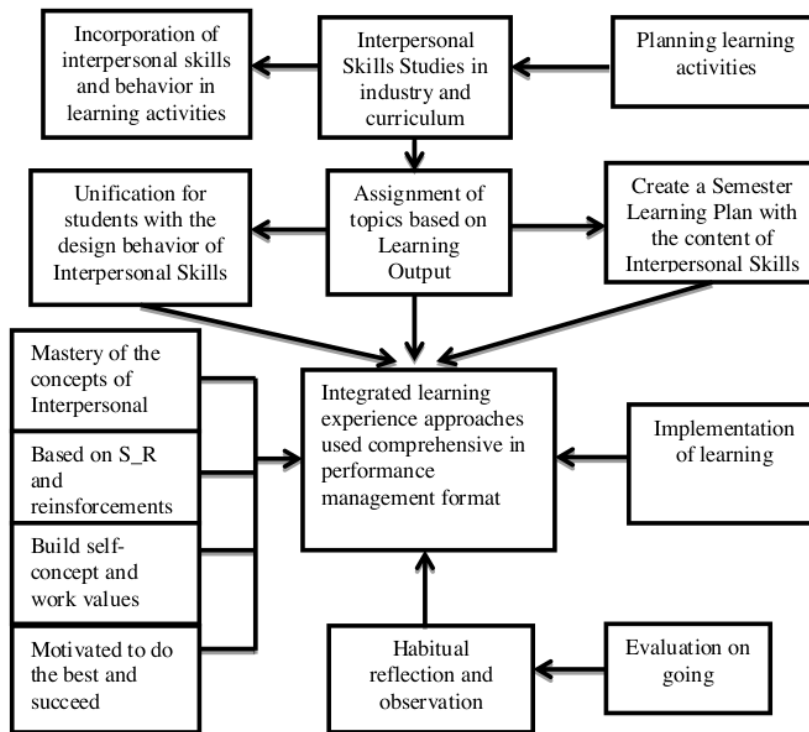 Incorporation of
interpersonal skills
and behavior in
learning activities
Interpersonal
Skills Studies in
industry and
curriculum
Planning learning
activities
Unification for
students with the
design behavior of
Interpersonal Skills
Assignment of
topics based on
Learning
Output
Create a Semester
Learning Plan with
the content of
Interpersonal Skills
Mastery of the
concepts of
Interpersonal
Based on S_R and
reinforcements
Build self-
concept and
work values
Motivated to do
the best and
succeed
Integrated learning
experience approaches
used comprehensive in
performance
management format
Implementation
of learning
Habitual
reflection and
observation
Evaluation on
going